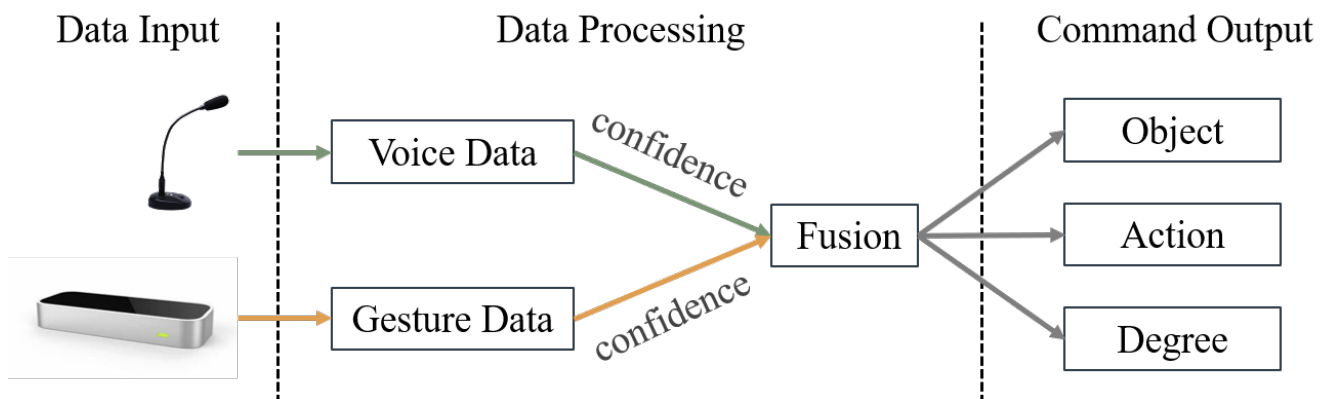 Data Input
Data Processing
Command Output
Voice Data
confidence
Object
Fusion
Action
Gesture Data
confidence
Degree